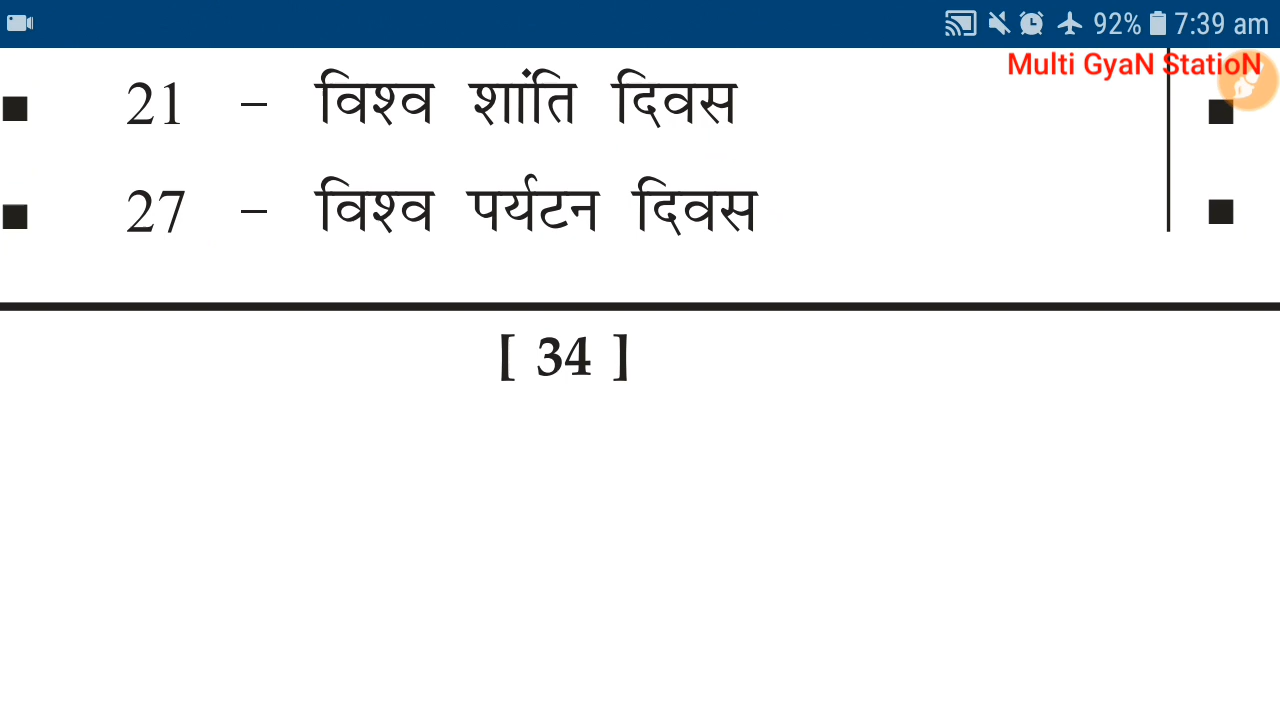 92% 7:39 am
Multi GyaN StatioN
■ 21 – विश्व शांति दिवस ■
■ 27 – विश्व पर्यटन दिवस ■
[ 34 ]